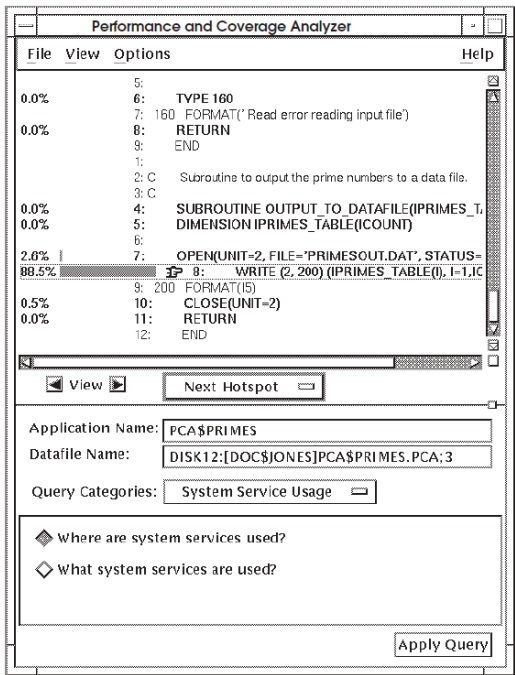 Performance and Coverage Analyzer
File View Options Help
5:
0.0% 6: TYPE 160
7: 160 FORMAT(' Read error reading input file')
0.0% 8: RETURN
9: END
1:
2: C Subroutine to output the prime numbers to a data file.
3: C
0.0% 4: SUBROUTINE OUTPUT_TO_DATAFILE(IPRIMES_T
0.0% 5: DIMENSION IPRIMES_TABLE(ICOUNT)
6:
2.6% 7: OPEN(UNIT=2, FILE='PRIMESOUT.DAT', STATUS=
88.5% 8: WRITE (2, 200) (IPRIMES_TABLE(I), I=1,IC
9: 200 FORMAT(I5)
0.5% 10: CLOSE(UNIT=2)
0.0% 11: RETURN
12: END
View Next Hotspot
Application Name: PCA$PRIMES
Datafile Name: DISK12:[DOC$JONES]PCA$PRIMES.PCA;3
Query Categories: System Service Usage
Where are system services used?
What system services are used?
Apply Query